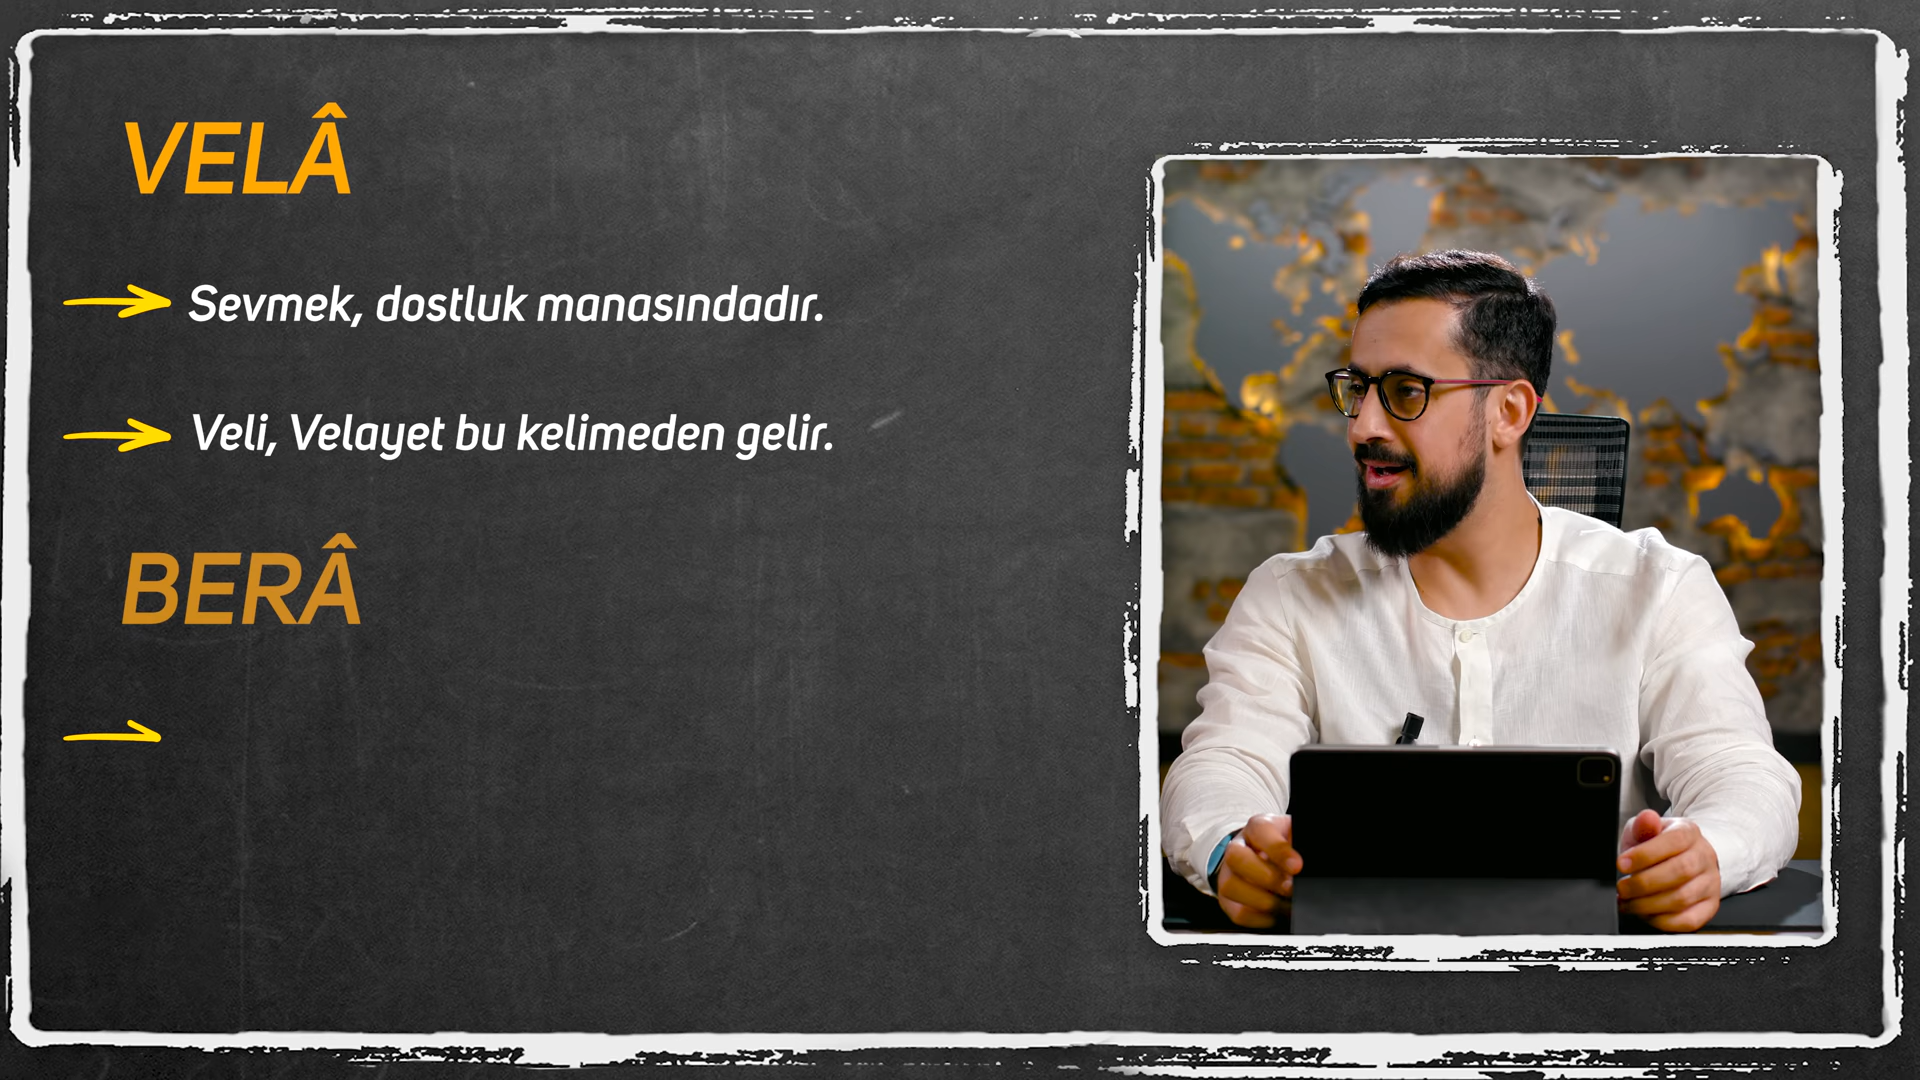 VELÂ
Sevmek, dostluk manasındadır.
Veli, Velayet bu kelimeden gelir.
BERÂ